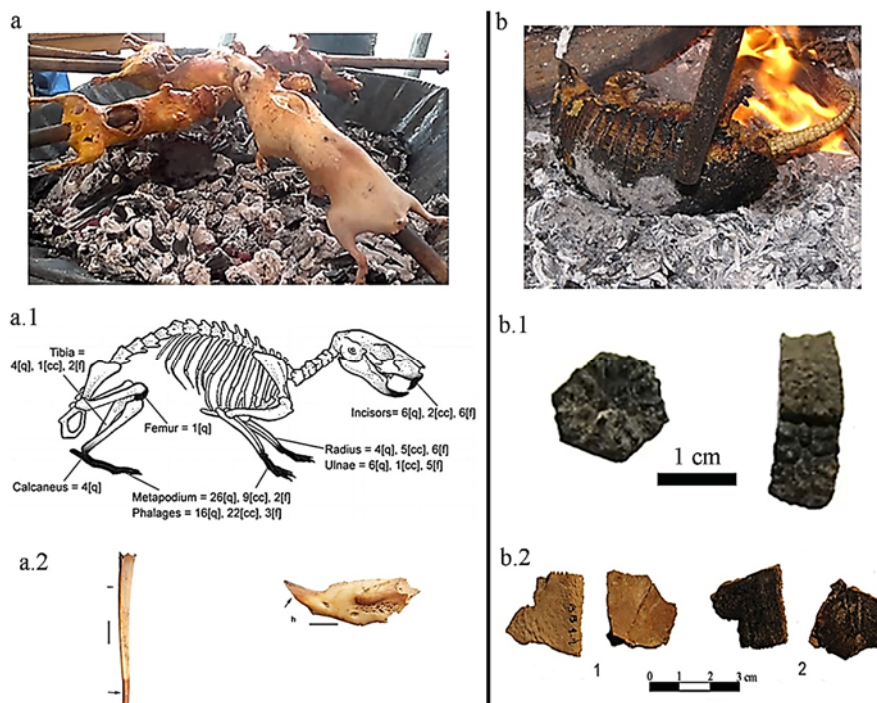 a
b
a.1
Tibia =
4[q], 1[cc], 2[f]
Femur = 1[q]
Incisors= 6[q], 2[cc], 6[f]
Radius = 4[q], 5[cc], 6[f]
Ulnae = 6[q], 1[cc], 5[f]
Calcaneus = 4[q]
Metapodium = 26[q], 9[cc], 2[f]
Phalages = 16[q], 22[cc], 3[f]
b.1
1 cm
a.2
h
b.2
1
2
0 1 2 3 cm